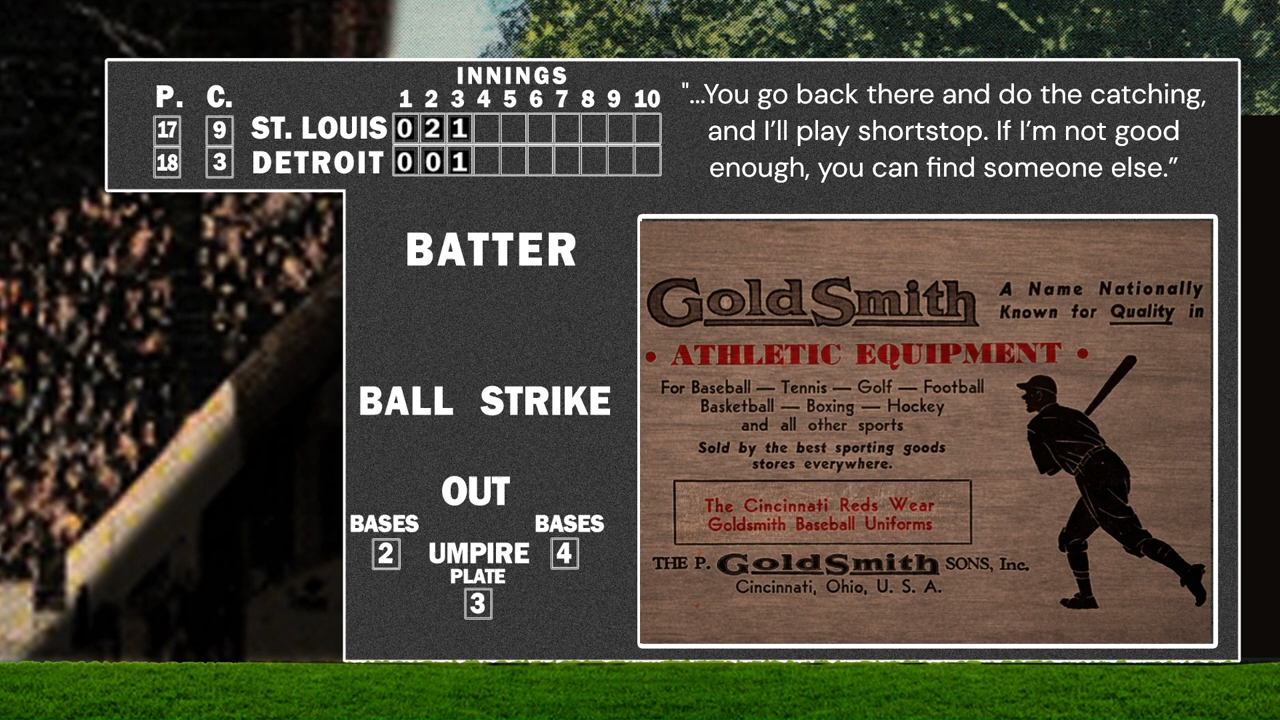 INNINGS
P. C. 1 2 3 4 5 6 7 8 9 10
17 9 ST. LOUIS 0 2 1
18 3 DETROIT 0 0 1
"...You go back there and do the catching,
and I’ll play shortstop. If I’m not good
enough, you can find someone else.”
BATTER
BALL STRIKE
OUT
BASES BASES
2 UMPIRE 4
PLATE
3
GoldSmith
A Name Nationally
Known for Quality in
• ATHLETIC EQUIPMENT •
For Baseball — Tennis — Golf — Football
Basketball — Boxing — Hockey
and all other sports
Sold by the best sporting goods
stores everywhere.
The Cincinnati Reds Wear
Goldsmith Baseball Uniforms
THE P. GoldSmith SONS, Inc.
Cincinnati, Ohio, U. S. A.